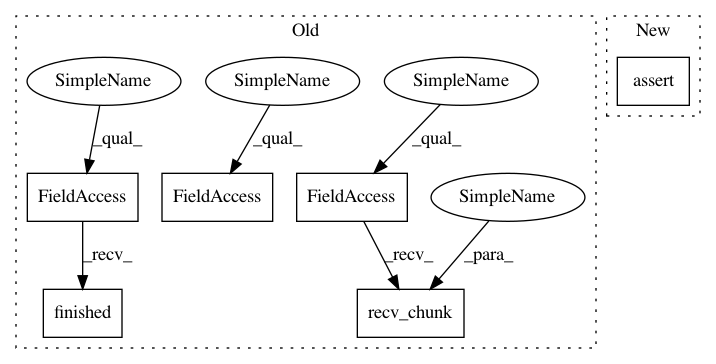 Old
New
SimpleName
SimpleName
SimpleName
assert
_qual_
_qual_
_qual_
FieldAccess
FieldAccess
FieldAccess
SimpleName
_recv_
_recv_
_para_
finished
recv_chunk